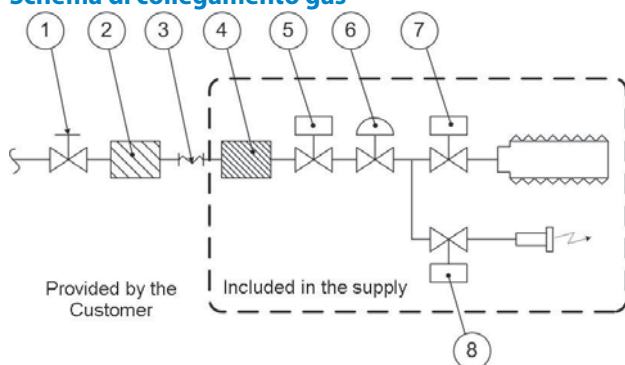 Schema di collegamento gas
1 2 3 4 5 6 7
Provided by the
Customer
Included in the supply
8